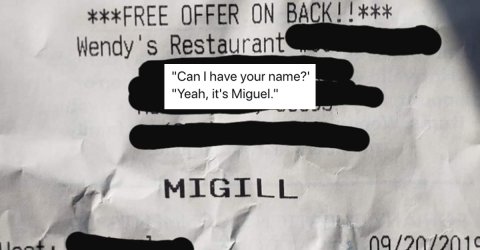 ***FREE OFFER ON BACK!!***
Wendy's Restaurant
"Can I have your name?'
"Yeah, it's Miguel."
MIGILL
09/20/2019